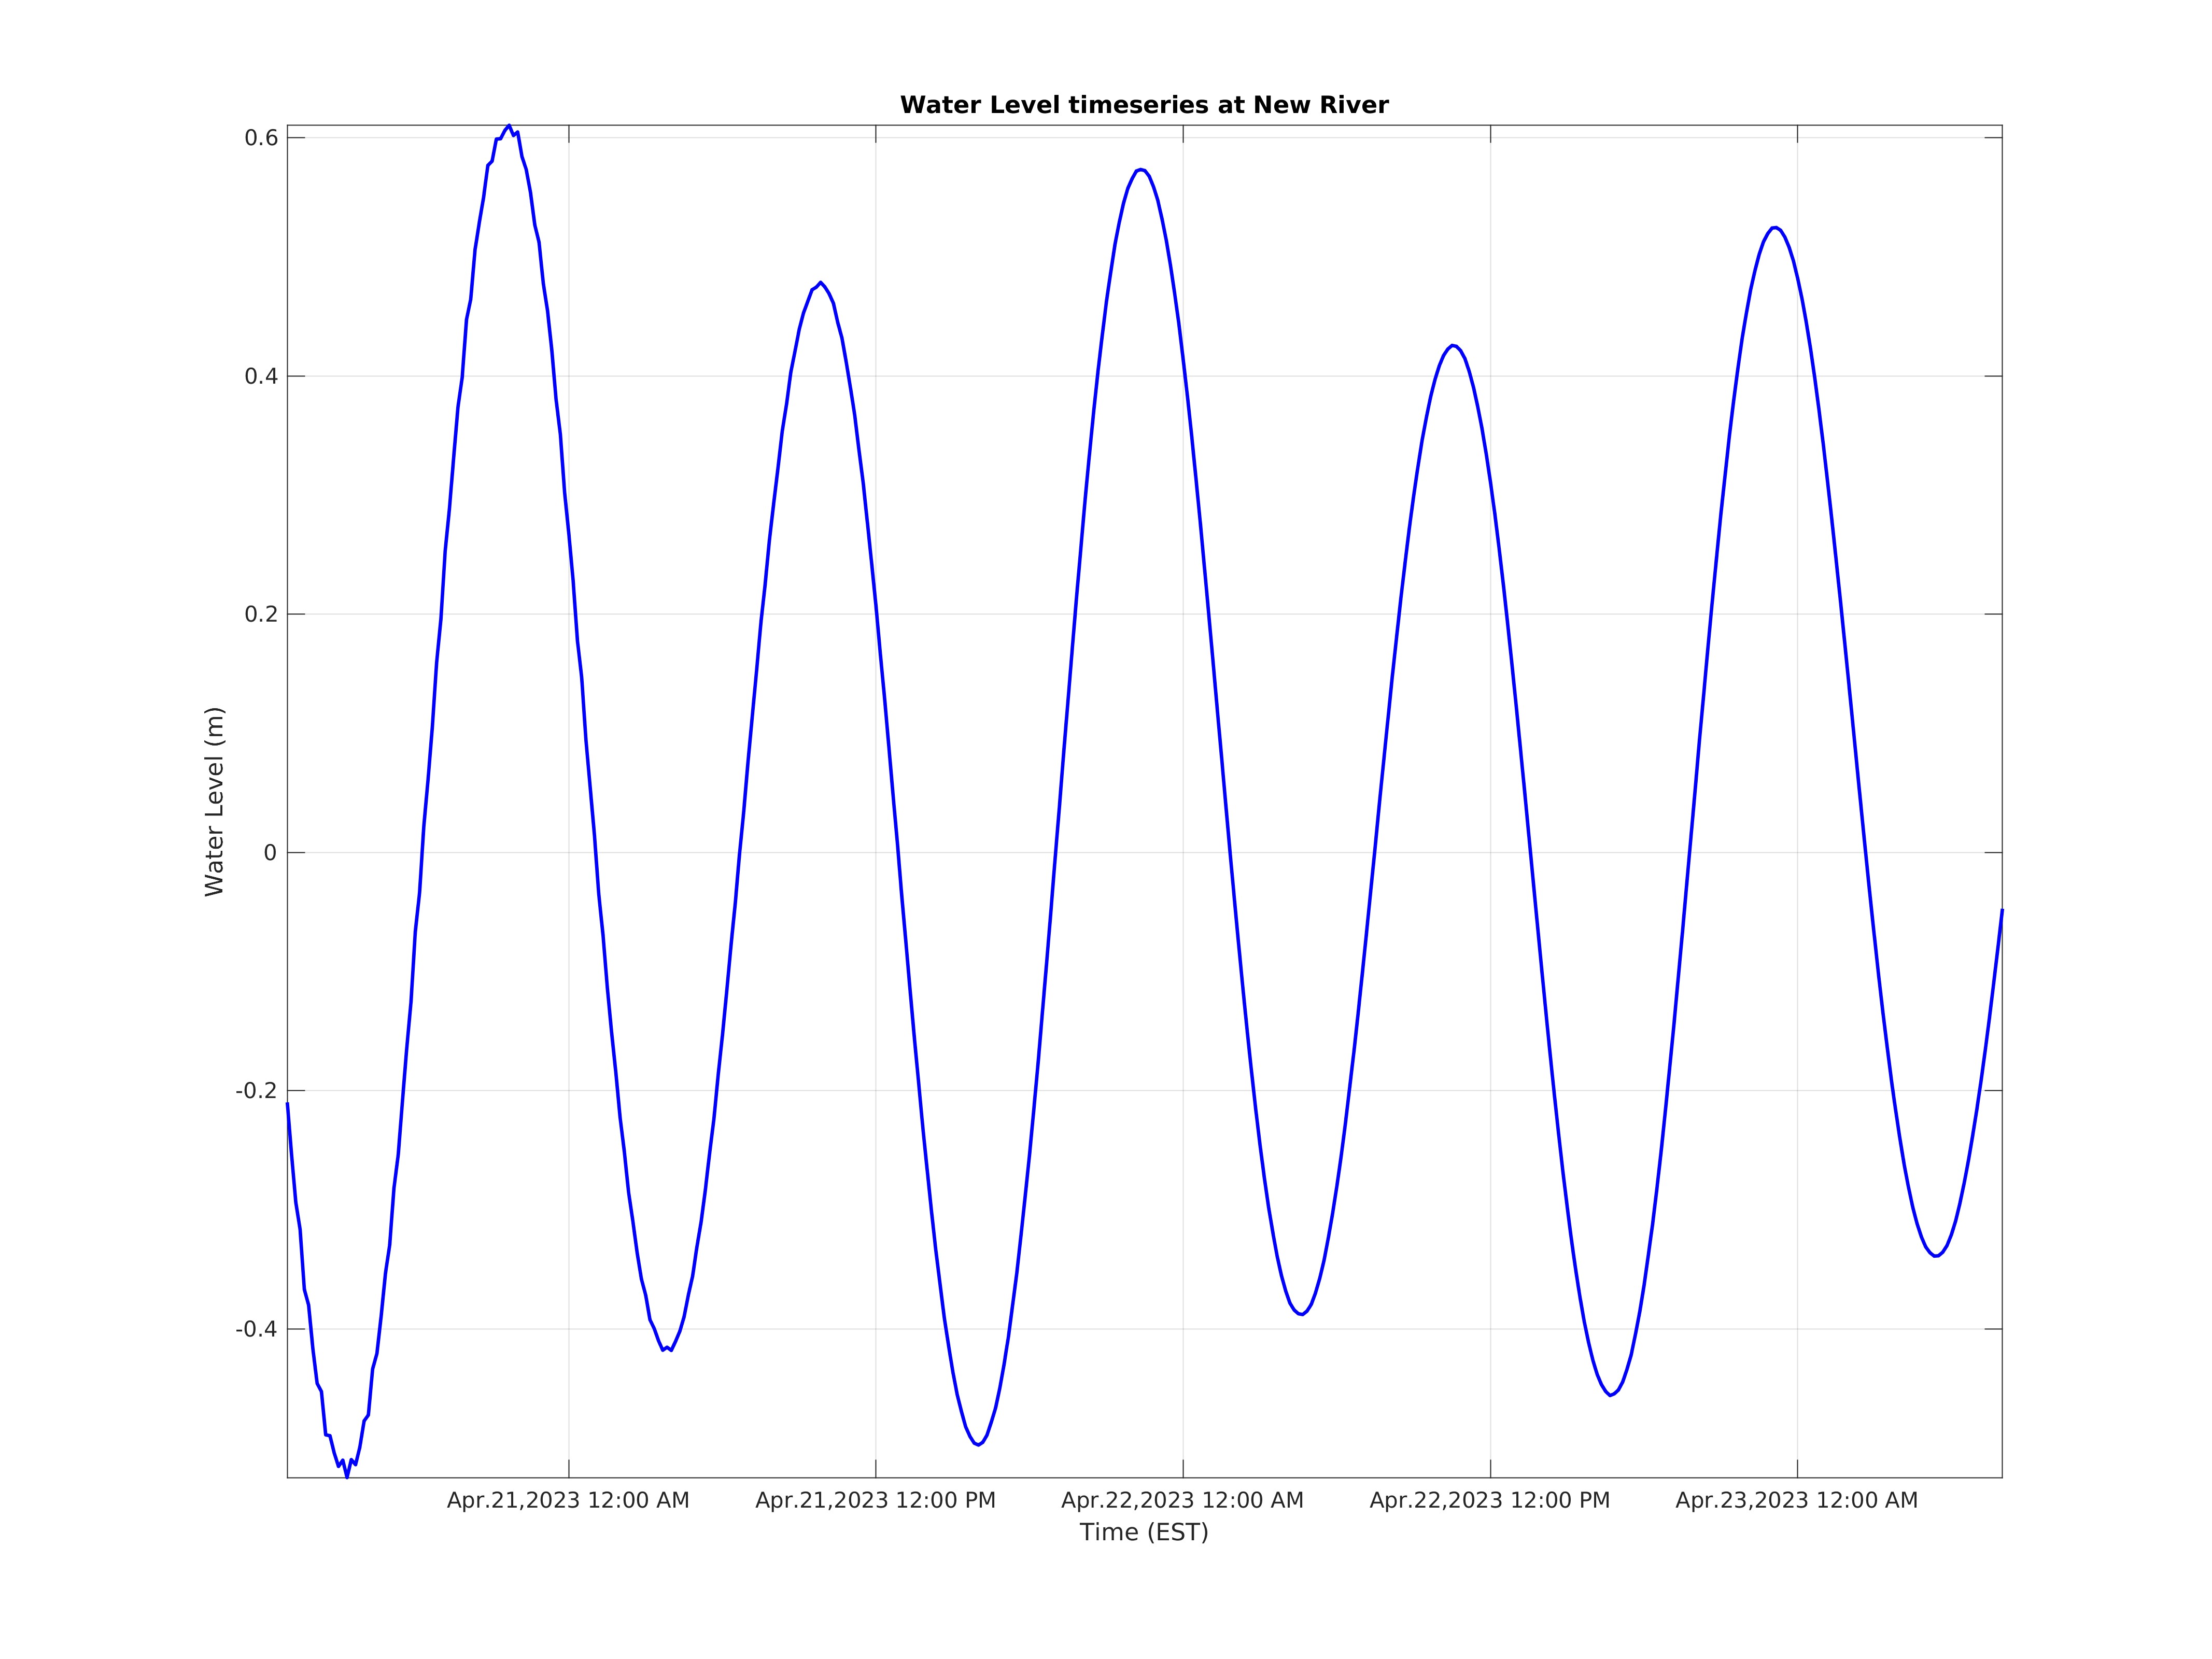 Water Level timeseries at New River
0.6
0.4
0.2
0
-0.2
-0.4
Water Level (m)
Apr.21,2023 12:00 AM
Apr.21,2023 12:00 PM
Apr.22,2023 12:00 AM
Apr.22,2023 12:00 PM
Apr.23,2023 12:00 AM
Time (EST)